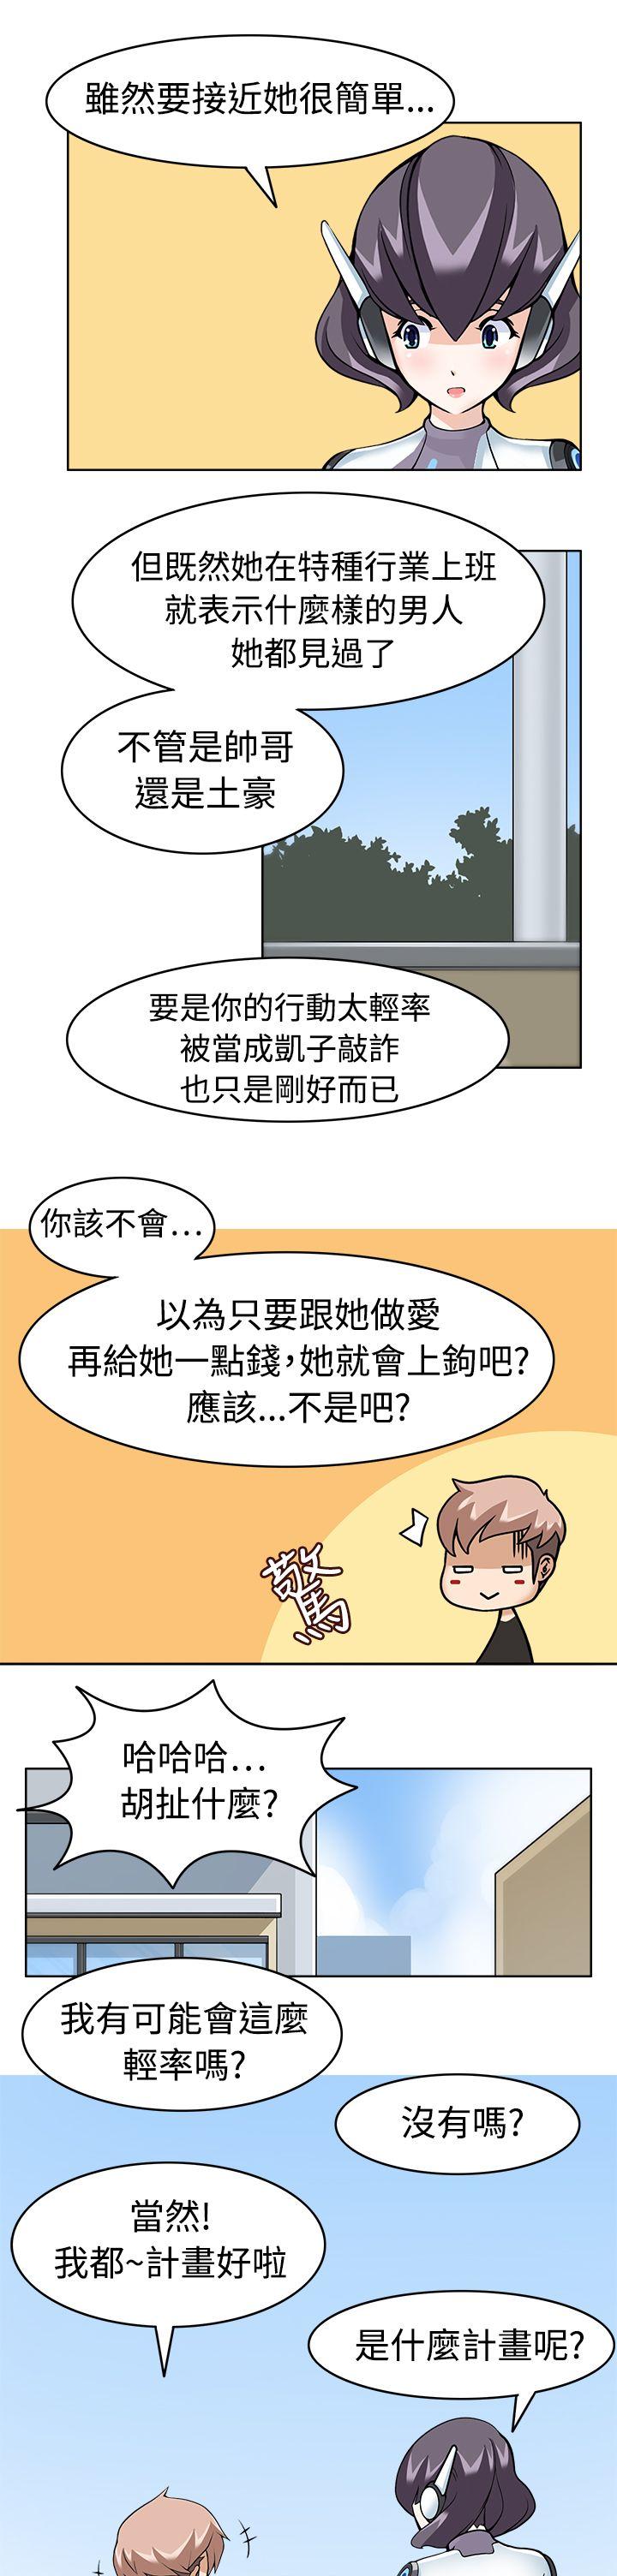 雖然要接近她很簡單...
但既然她在特種行業上班
就表示什麼樣的男人
她都見過了
不管是帥哥
還是土豪
要是你的行動太輕率
被當成凱子敲詐
也只是剛好而已
你該不會...
以為只要跟她做愛
再給她一點錢，她就會上鉤吧?
應該...不是吧?
驚
哈哈哈...
胡扯什麼?
我有可能會這麼
輕率嗎?
沒有嗎?
當然!
我都~計畫好啦
是什麼計畫呢?